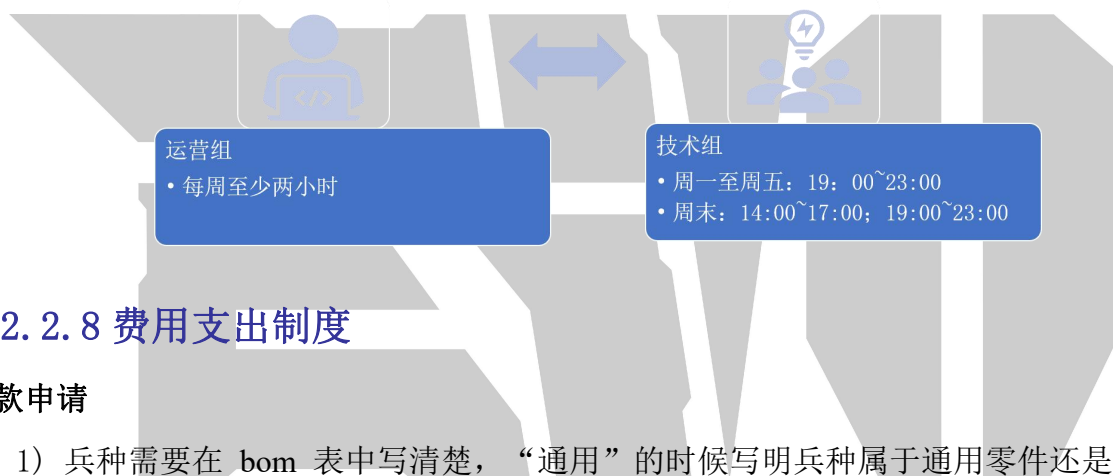 </>
运营组
• 每周至少两小时
技术组
• 周一至周五：19：00~23:00
• 周末：14:00~17:00；19:00~23:00
2.2.8 费用支出制度
款申请
1) 兵种需要在 bom 表中写清楚，“通用”的时候写明兵种属于通用零件还是